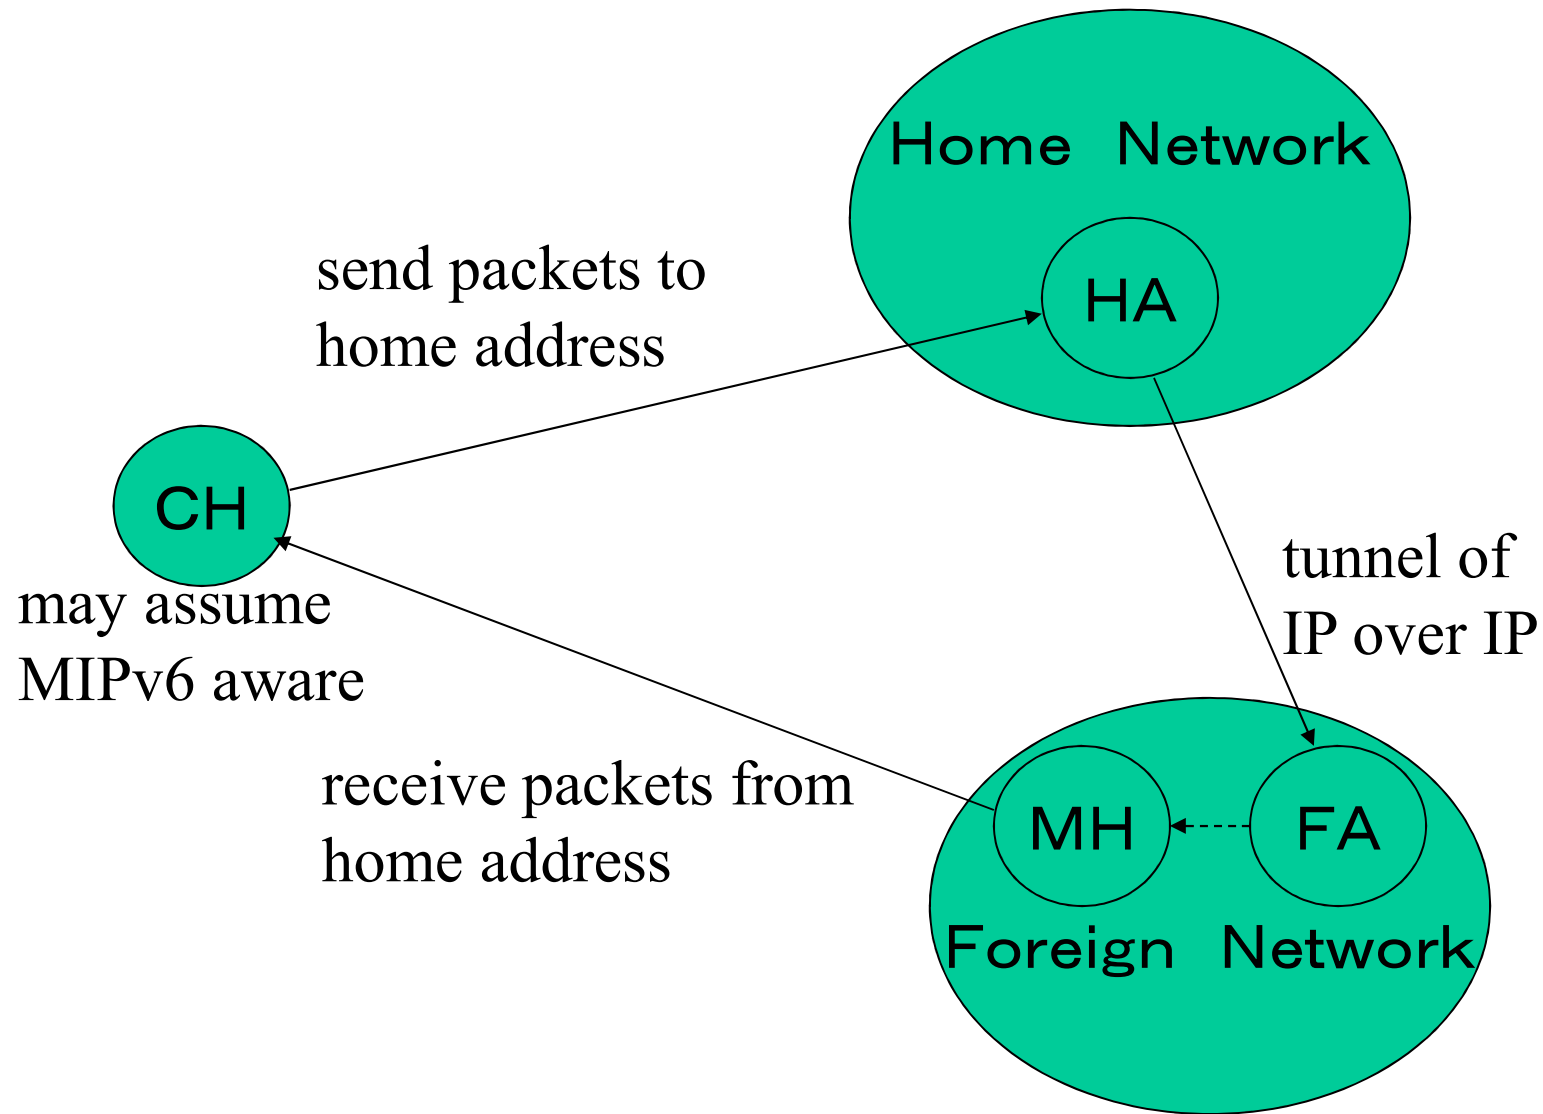 Home Network
send packets to
home address
HA
CH
may assume
MIPv6 aware
tunnel of
IP over IP
receive packets from
home address
MH
FA
Foreign Network